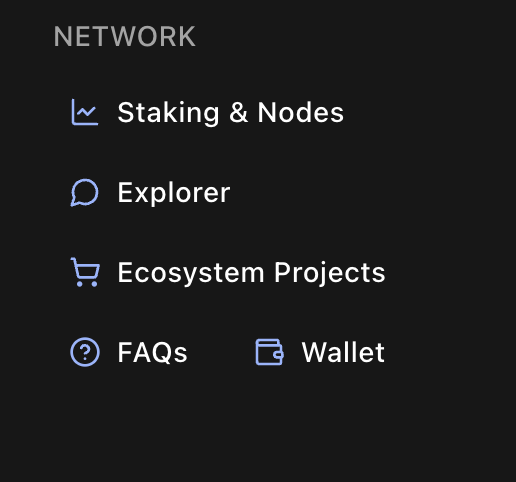 NETWORK
Staking & Nodes
Explorer
Ecosystem Projects
FAQs Wallet